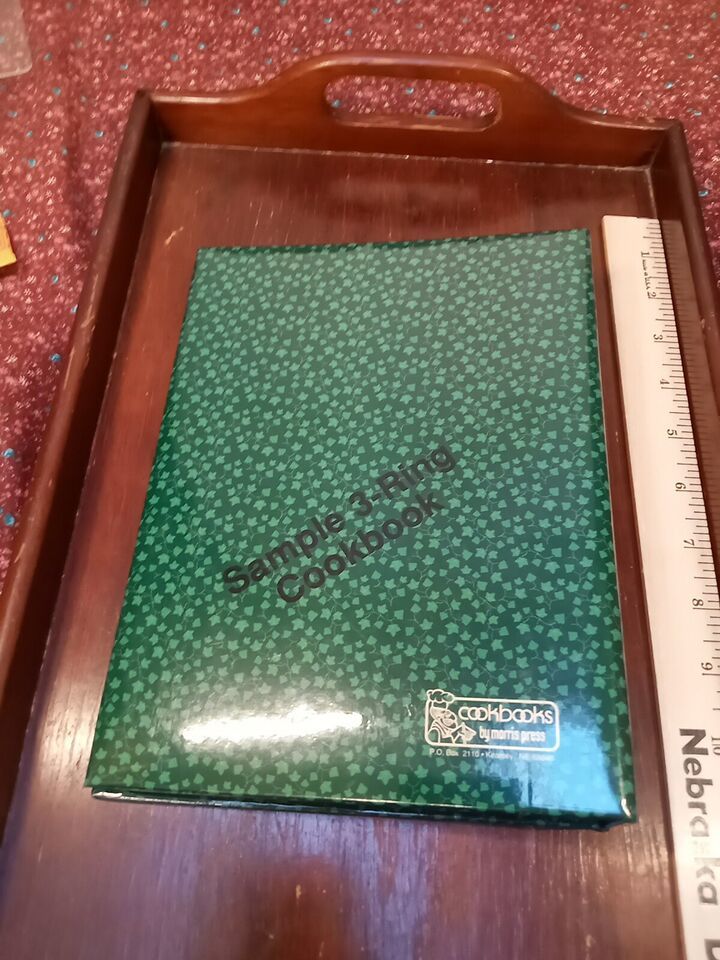 Sample 3-Ring
Cookbook
cookbooks
by morris press
P.O. Box 2110 • Kearney
1
2
3
4
5
6
7
8
9
10
Nebraska